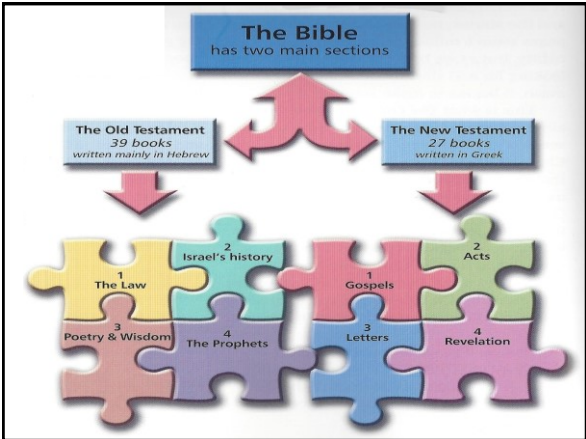 The Bible
has two main sections
The Old Testament
39 books
written mainly in Hebrew
The New Testament
27 books
written in Greek
1
The Law
2
Israel's history
3
Poetry & Wisdom
4
The Prophets
1
Gospels
2
Acts
3
Letters
4
Revelation